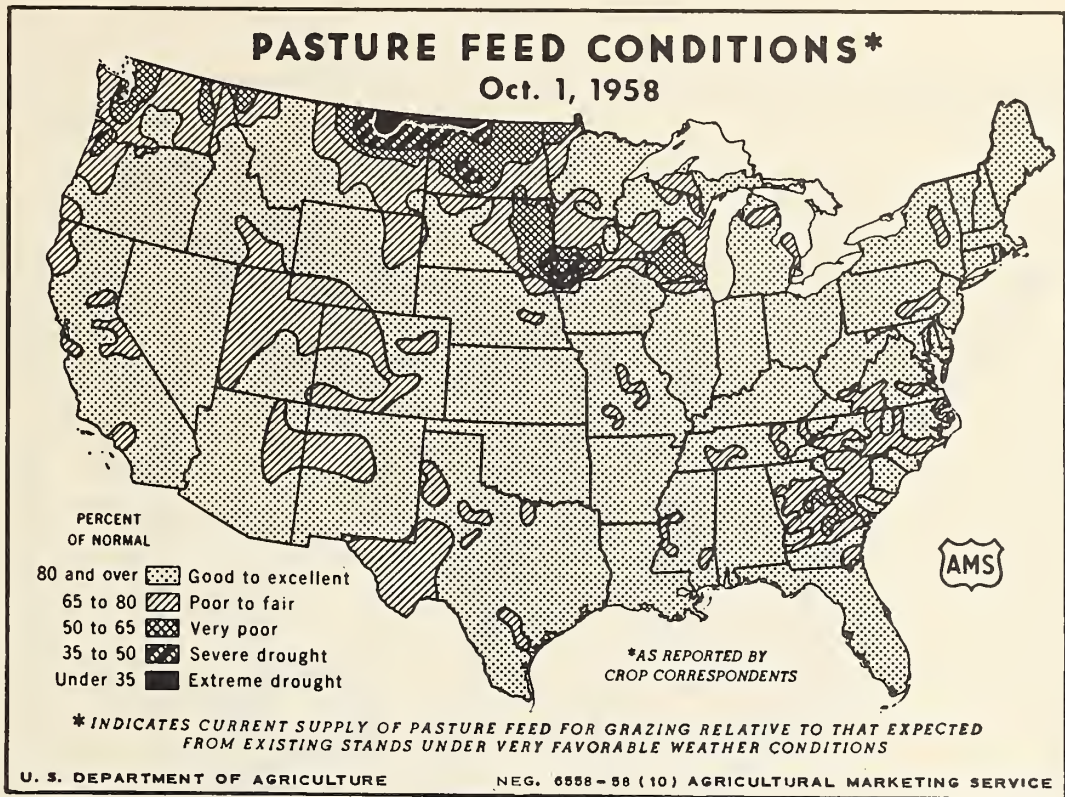 PASTURE FEED CONDITIONS*
Oct. 1, 1958
PERCENT
OF NORMAL
80 and over Good to excellent
65 to 80 Poor to fair
50 to 65 Very poor
35 to 50 Severe drought
Under 35 Extreme drought
AMS
*AS REPORTED BY
CROP CORRESPONDENTS
* INDICATES CURRENT SUPPLY OF PASTURE FEED FOR GRAZING RELATIVE TO THAT EXPECTED
FROM EXISTING STANDS UNDER VERY FAVORABLE WEATHER CONDITIONS
U. S. DEPARTMENT OF AGRICULTURE NEG. 6558-58 (10) AGRICULTURAL MARKETING SERVICE